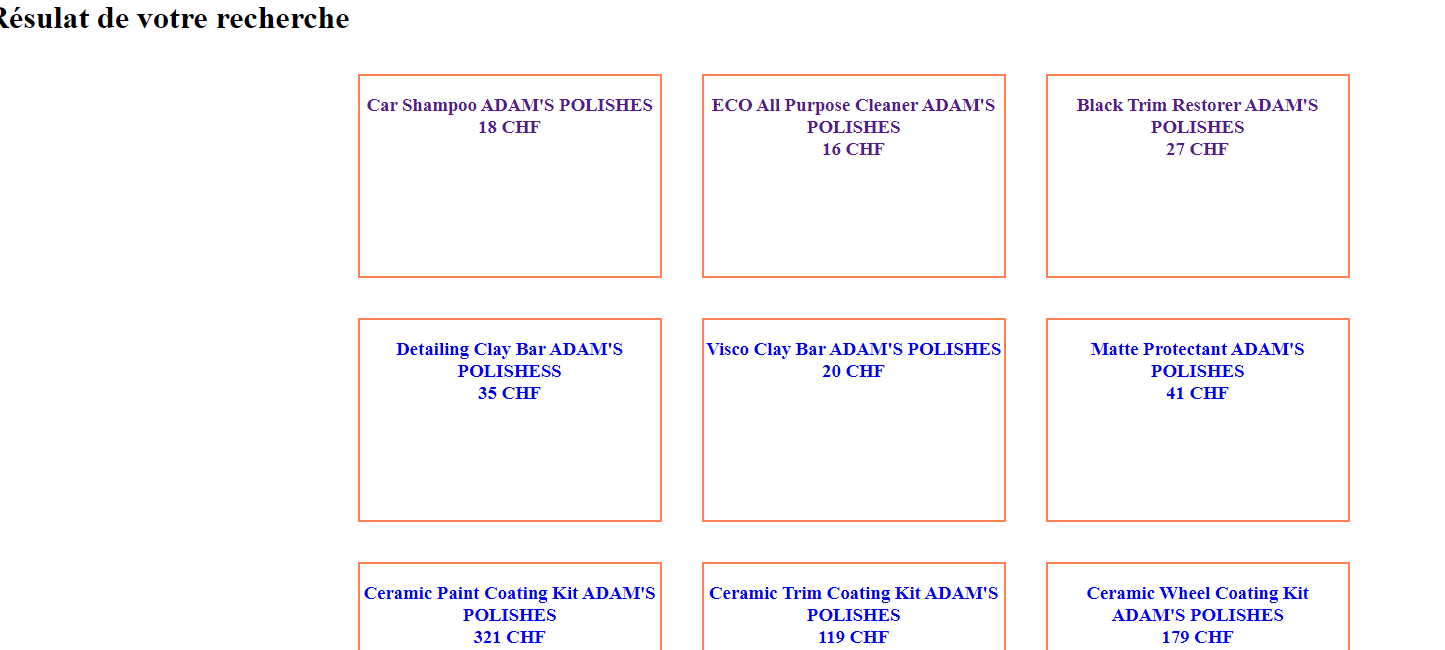 Résulat de votre recherche
Car Shampoo ADAM'S POLISHES
18 CHF
ECO All Purpose Cleaner ADAM'S
POLISHES
16 CHF
Black Trim Restorer ADAM'S
POLISHES
27 CHF
Detailing Clay Bar ADAM'S
POLISHESS
35 CHF
Visco Clay Bar ADAM'S POLISHES
20 CHF
Matte Protectant ADAM'S
POLISHES
41 CHF
Ceramic Paint Coating Kit ADAM'S
POLISHES
321 CHF
Ceramic Trim Coating Kit ADAM'S
POLISHES
119 CHF
Ceramic Wheel Coating Kit
ADAM'S POLISHES
179 CHF